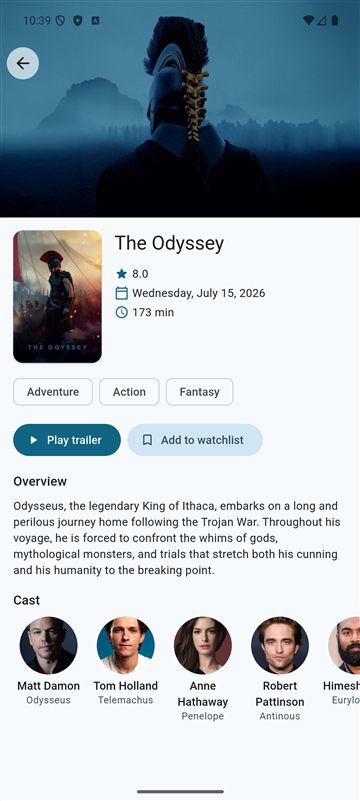 10:39
The Odyssey
8.0
Wednesday, July 15, 2026
173 min
THE ODYSSEY
Adventure
Action
Fantasy
Play trailer
Add to watchlist
Overview
Odysseus, the legendary King of Ithaca, embarks on a long and
perilous journey home following the Trojan War. Throughout his
voyage, he is forced to confront the whims of gods,
mythological monsters, and trials that stretch both his cunning
and his humanity to the breaking point.
Cast
Matt Damon
Odysseus
Tom Holland
Telemachus
Anne
Hathaway
Penelope
Robert
Pattinson
Antinous
Himesh
Eurylo